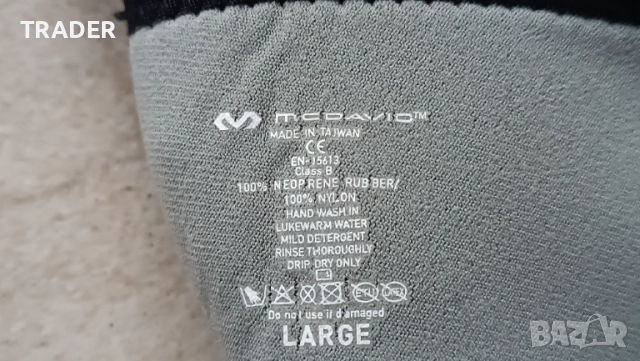 TRADER
McDAVID™
MADE IN TAIWAN
CE
EN-15613
Class B
100% NEOPRENE RUBBER/
100% NYLON
HAND WASH IN
LUKEWARM WATER
MILD DETERGENT
RINSE THOROUGHLY
DRIP DRY ONLY
Do not use if damaged
LARGE
BAZAR